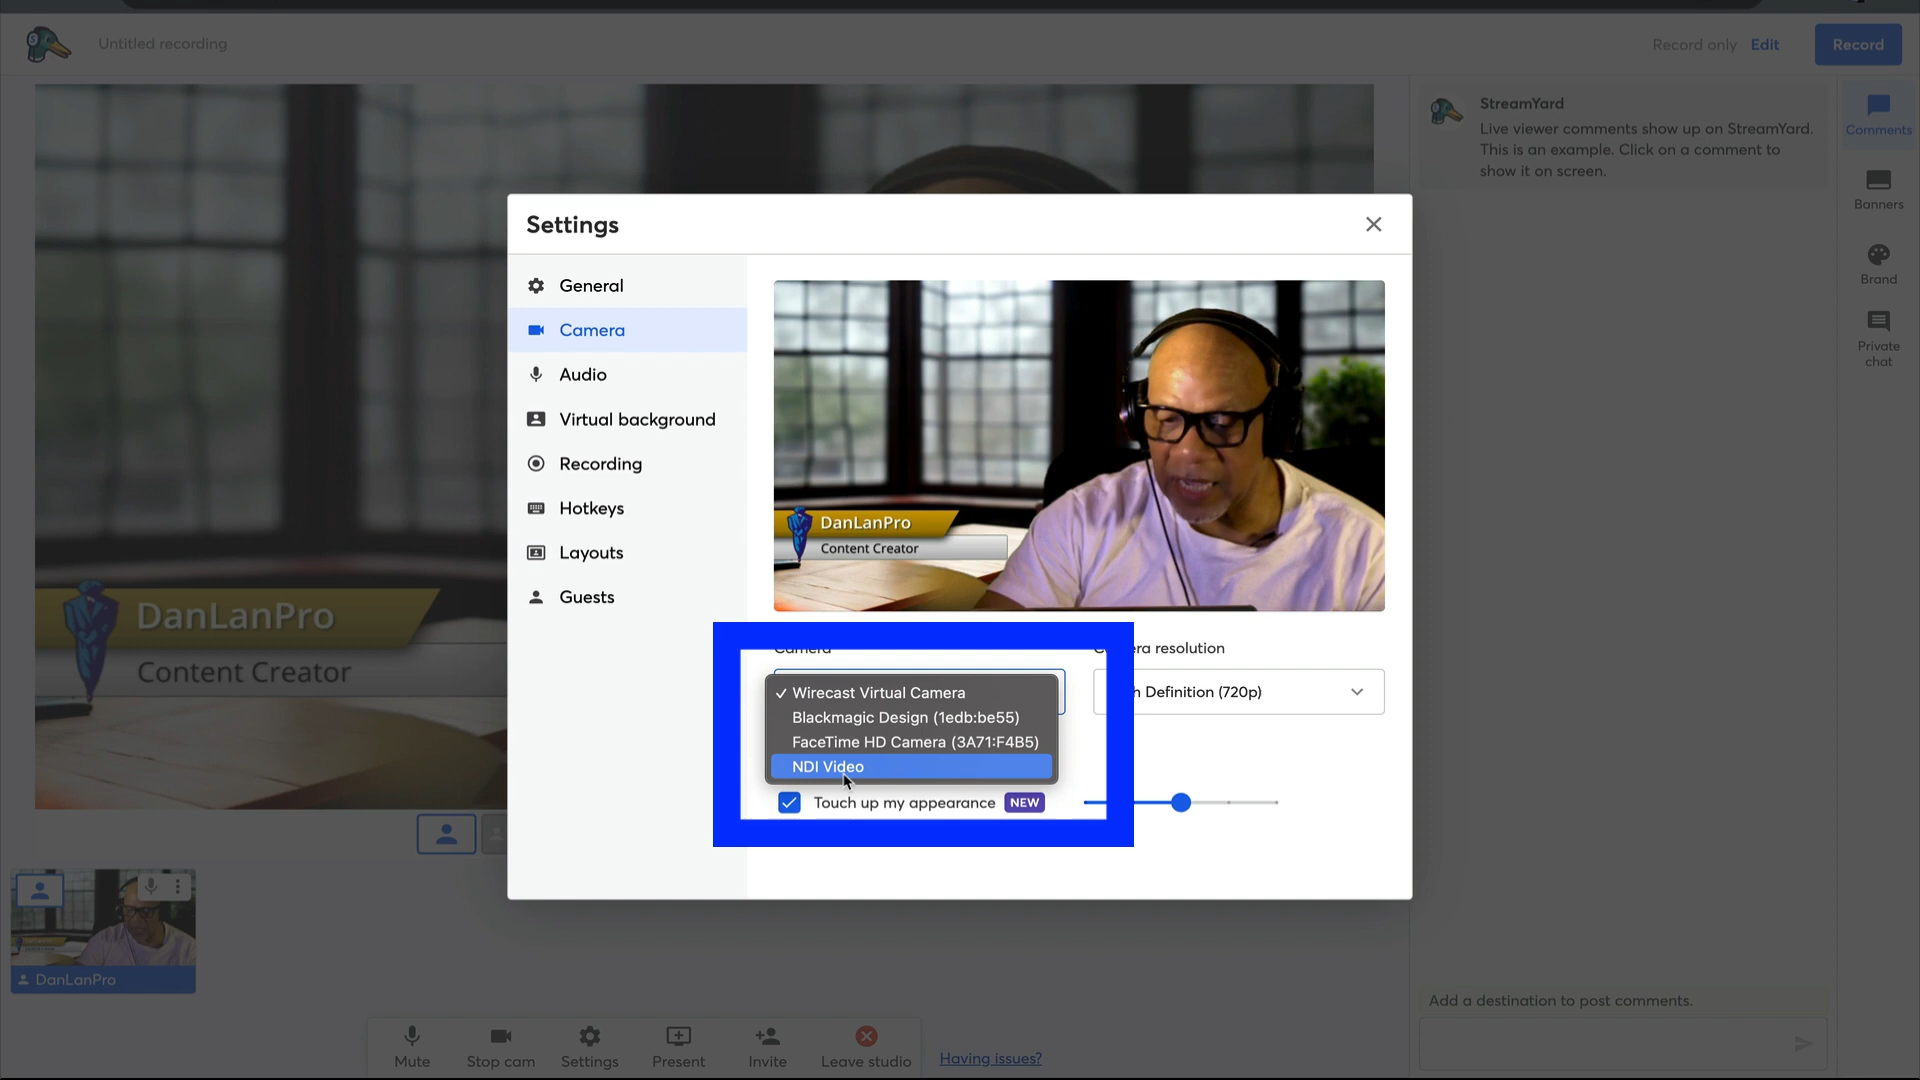 Untitled recording
Record only Edit
Record
StreamYard
Live viewer comments show up on StreamYard.
This is an example. Click on a comment to
show it on screen.
Comments
Banners
Brand
Private
chat
Settings
General
Camera
Audio
Virtual background
Recording
Hotkeys
Layouts
Guests
DanLanPro
Content Creator
DanLanPro
Content Creator
Camera
era resolution
✓ Wirecast Virtual Camera
Blackmagic Design (1edb:be55)
FaceTime HD Camera (3A71:F4B5)
NDI Video
h Definition (720p)
Touch up my appearance NEW
DanLanPro
Add a destination to post comments.
Mute
Stop cam
Settings
Present
Invite
Leave studio
Having issues?